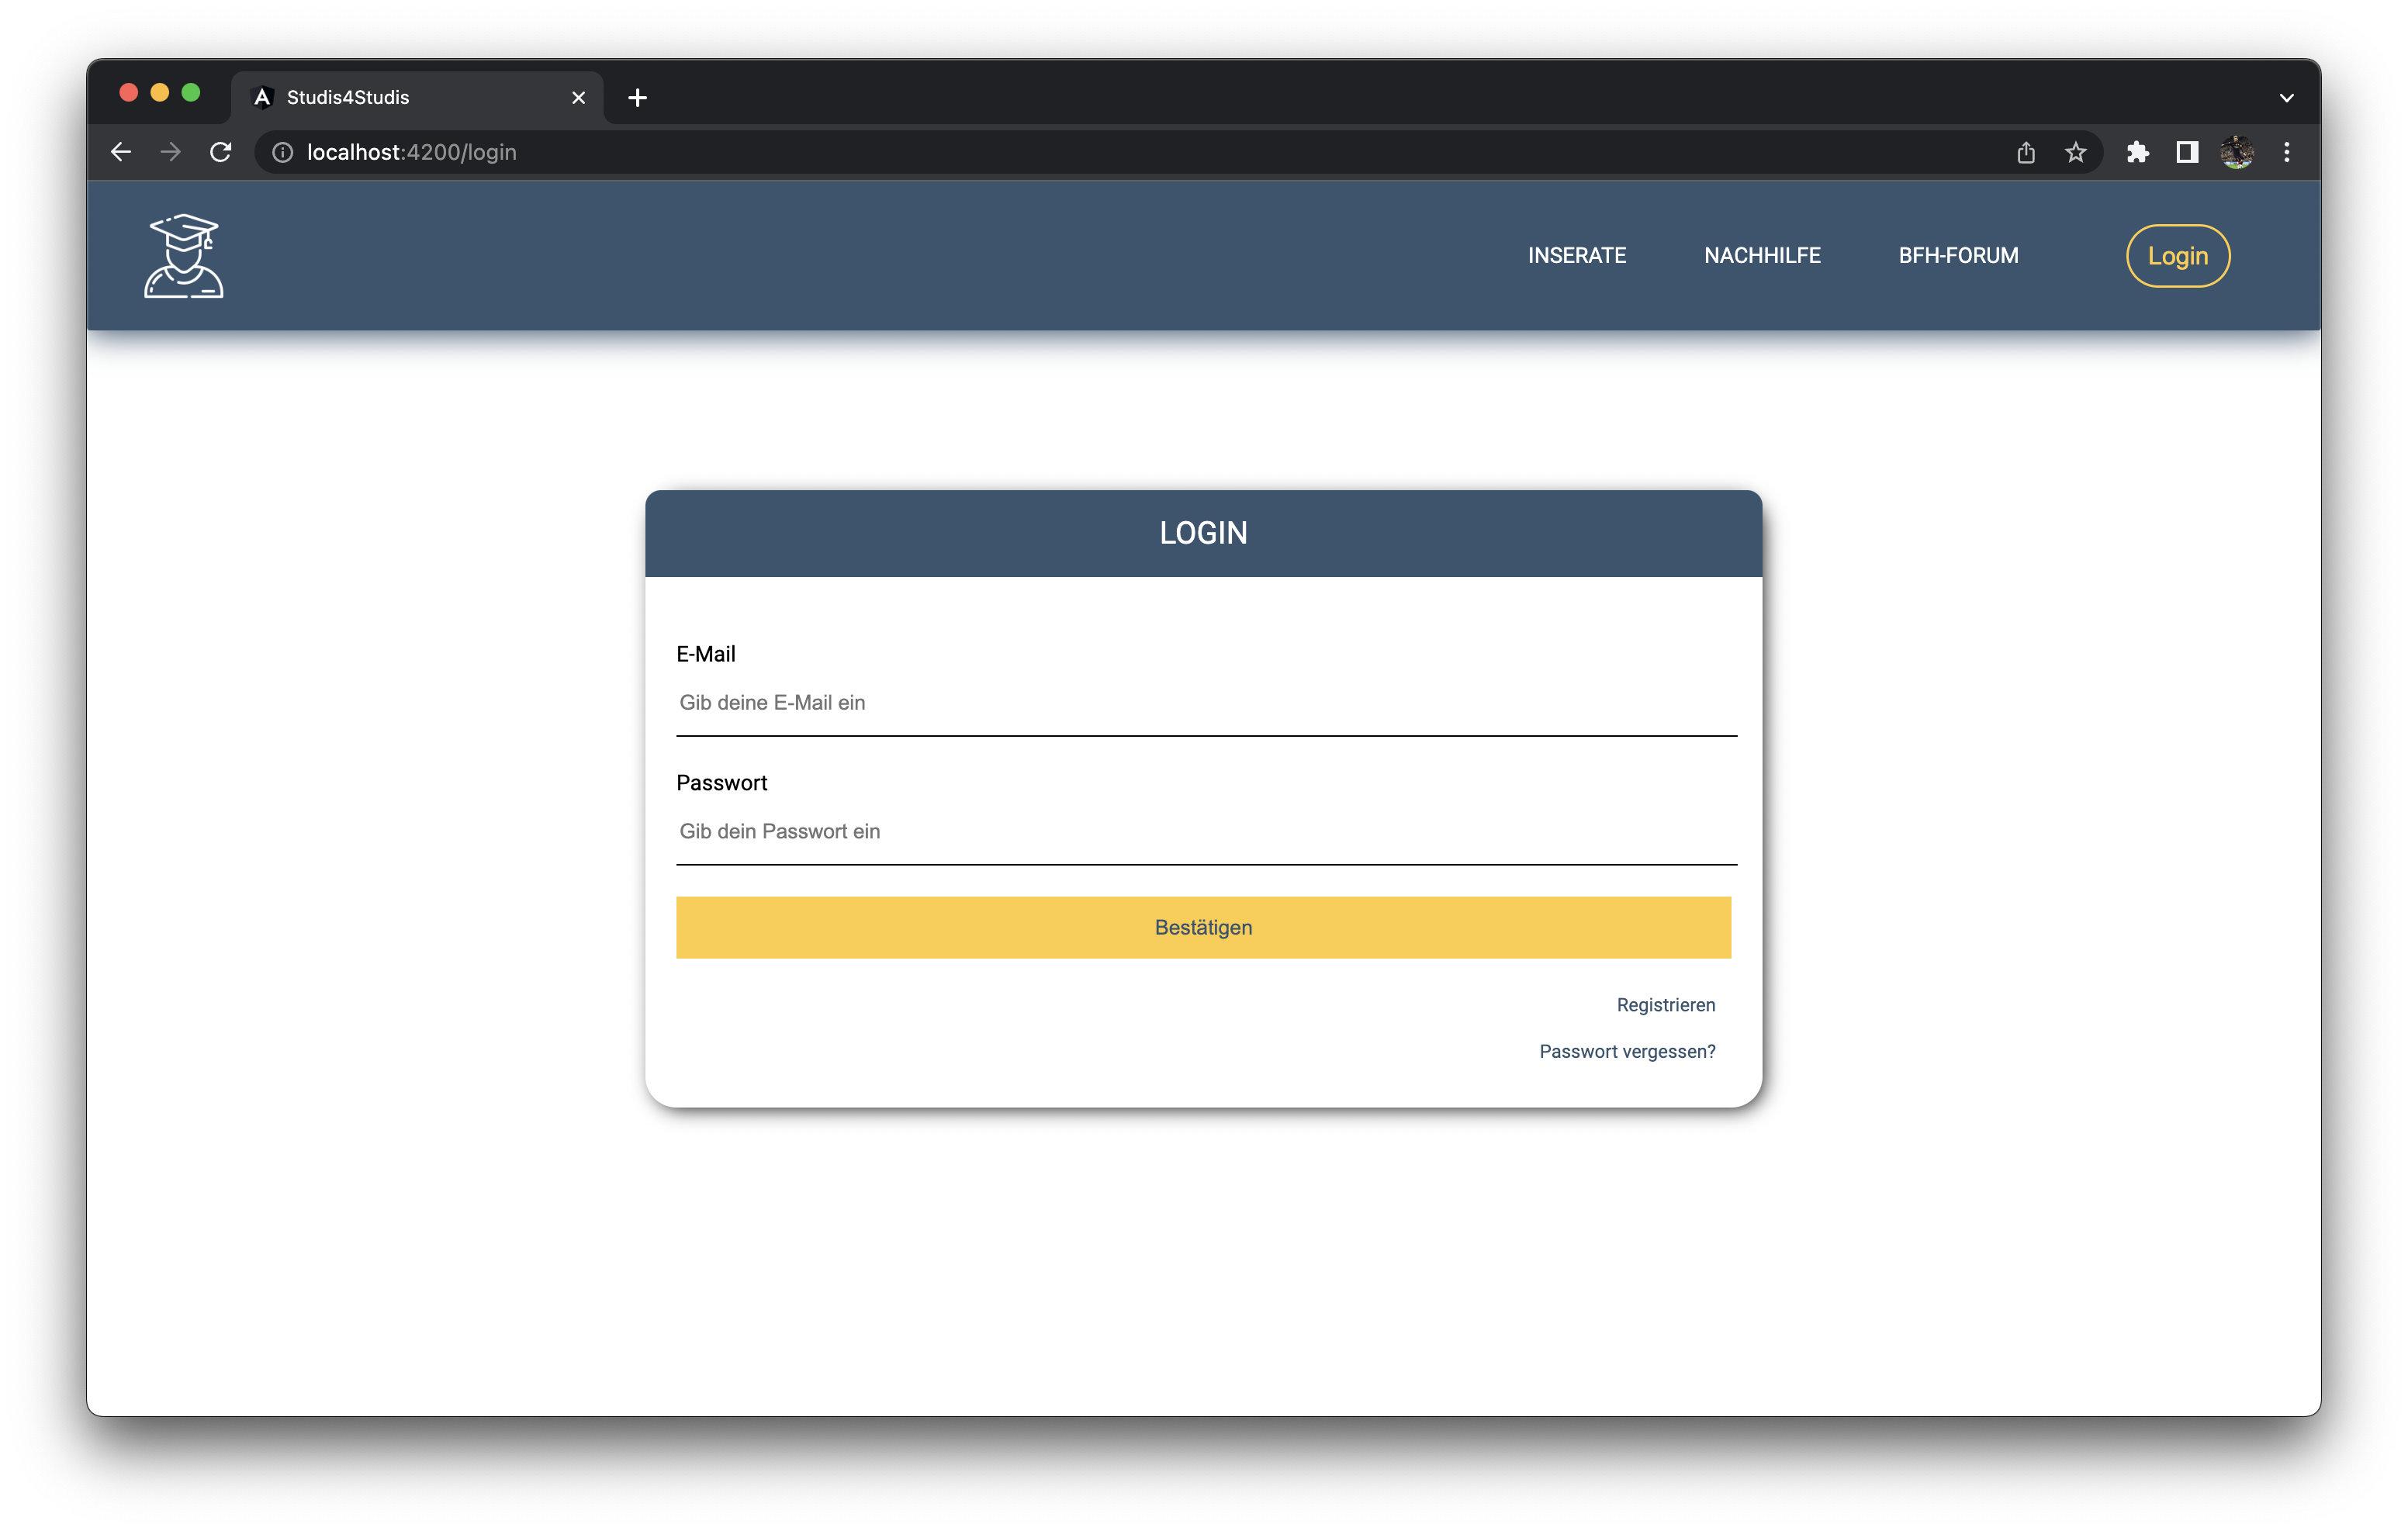 Studis4Studis
localhost:4200/login
INSERATE NACHHILFE BFH-FORUM Login
LOGIN
E-Mail
Gib deine E-Mail ein
Passwort
Gib dein Passwort ein
Bestätigen
Registrieren
Passwort vergessen?